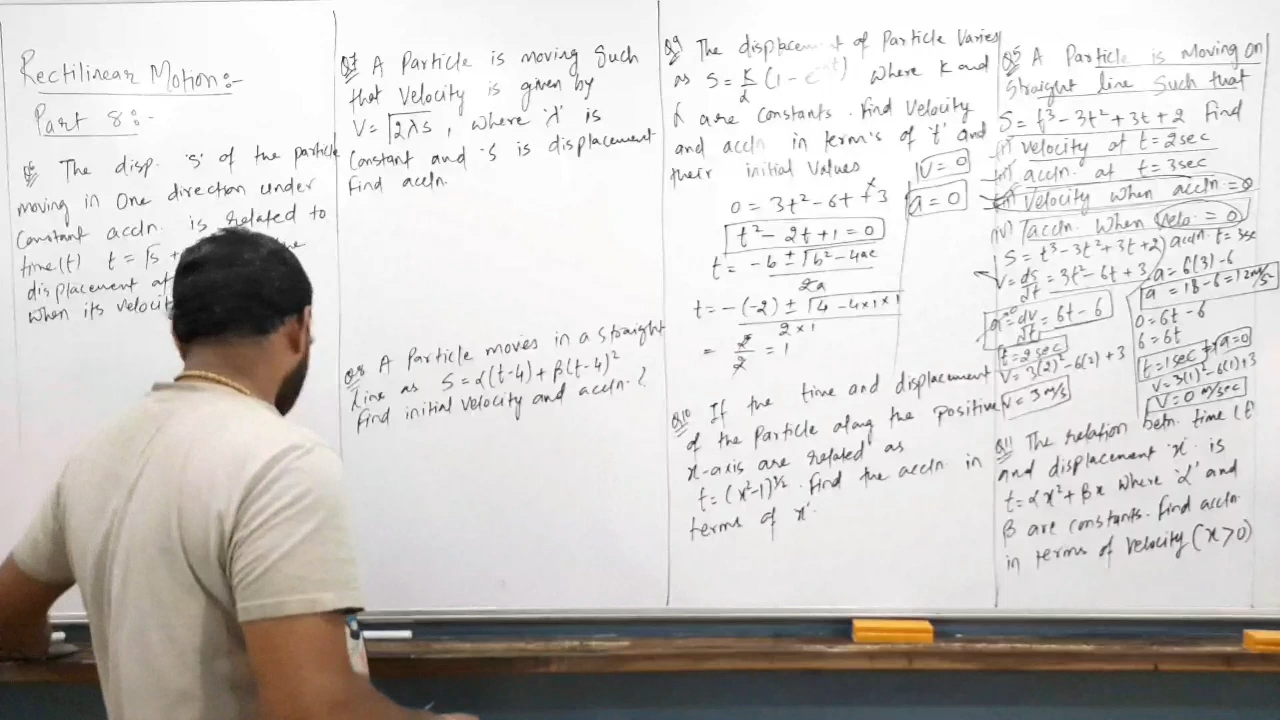 Rectilinear Motion:-
Part 8:-
Q6 The disp. 's' of the particle
moving in One direction under
Constant accln. is related to
time(t) t = √s +
displacement
When its velocit
Q7 A Particle is moving Such
that Velocity is given by
V = √2λs, where 'λ' is
Constant and 's' is displacement
find accln.
Q8 A Particle moves in a straight
line as S = α(t-4) + β(t-4)²
find initial velocity and accln. ?
Q9 The displacement of Particle Varies
as S = K/α (1 - e^-αt) where K and
α are constants. find Velocity
and accln in term's of 't' and
their initial Values
V = 0
a = 0
0 = 3t² - 6t + 3
t² - 2t + 1 = 0
t = -b ± √b² - 4ac / 2a
t = -(-2) ± √4 - 4×1×1 / 2×1
= 2/2 = 1
Q10 If the time and displacement
of the Particle along the positive
x-axis are related as
t = (x²-1)^1/2. find the accln. in
terms of 'x'.
Q5 A Particle is moving on
straight line Such that
S = t³ - 3t² + 3t + 2 find
(i) Velocity at t = 2sec
(ii) accln. at t = 3sec
(iii) Velocity when accln. = 0
(iv) accln. When velo. = 0
S = t³ - 3t² + 3t + 2
V = ds/dt = 3t² - 6t + 3
a = dv/dt = 6t - 6
t = 2sec
V = 3(2)² - 6(2) + 3
V = 3 m/s
accln. t = 3sec
a = 6(3) - 6
a = 18 - 6 = 12 m/s²
0 = 6t - 6
6 = 6t
t = 1sec a = 0
V = 3(1)² - 6(1) + 3
V = 0 m/sec
Q11 The relation betn. time (t
and displacement 'x' is
t = αx² + βx where 'α' and
β are constants. find accln.
in terms of velocity (x > 0)